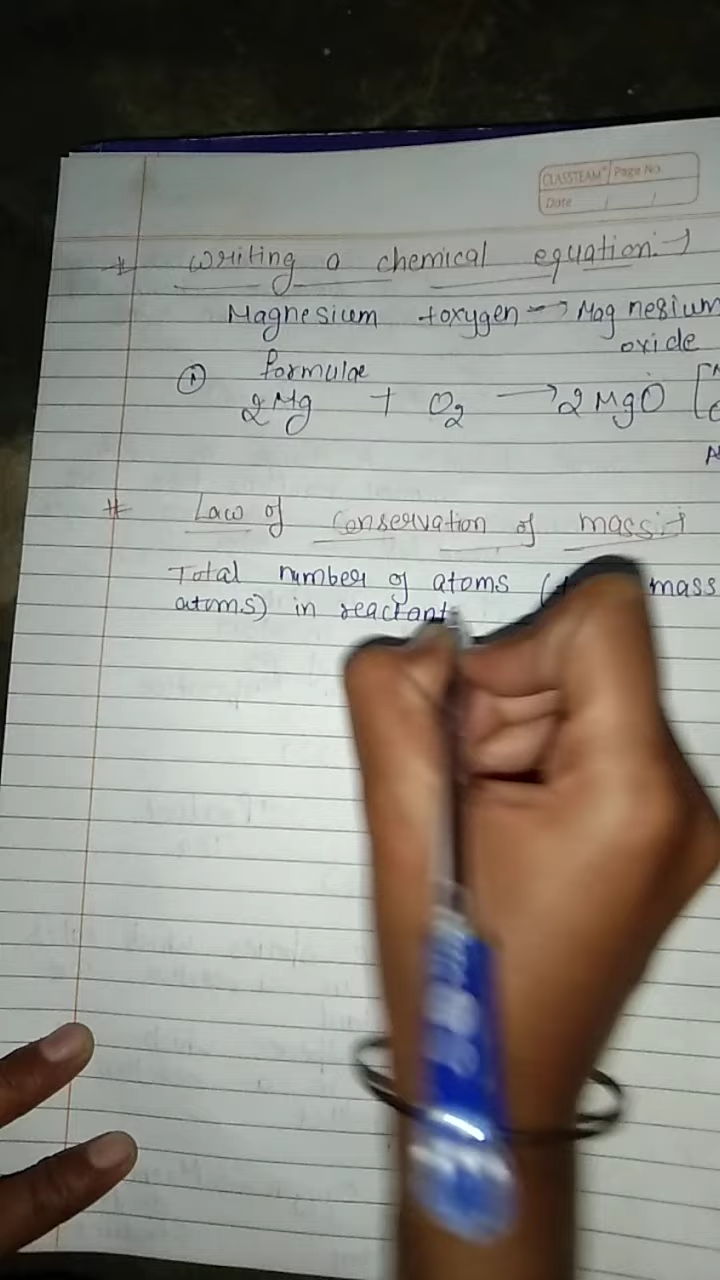 CLASSTEAM Page No
Date / /
* Writing a chemical equation :-)
Magnesium + oxygen → Magnesium
oxide
① formulae
2Mg + O₂ → 2MgO [
* Law of Conservation of mass :-
Total number of atoms ( mass
atoms) in reactant